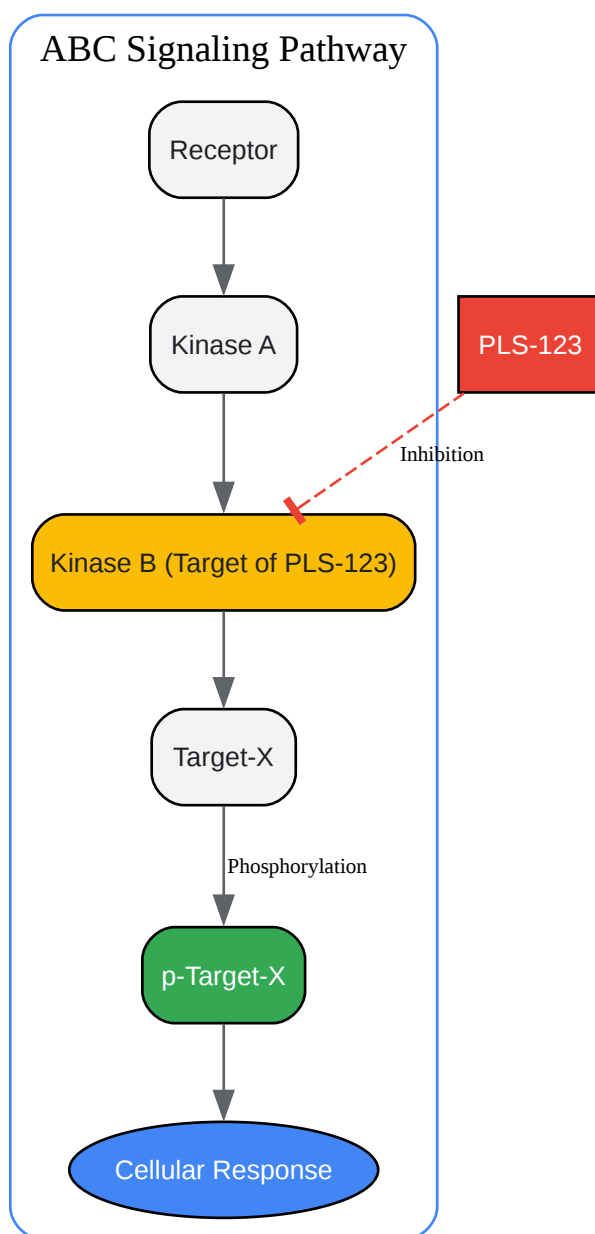 ABC Signaling Pathway
Receptor
Kinase A
PLS-123
Inhibition
Kinase B (Target of PLS-123)
Target-X
Phosphorylation
p-Target-X
Cellular Response